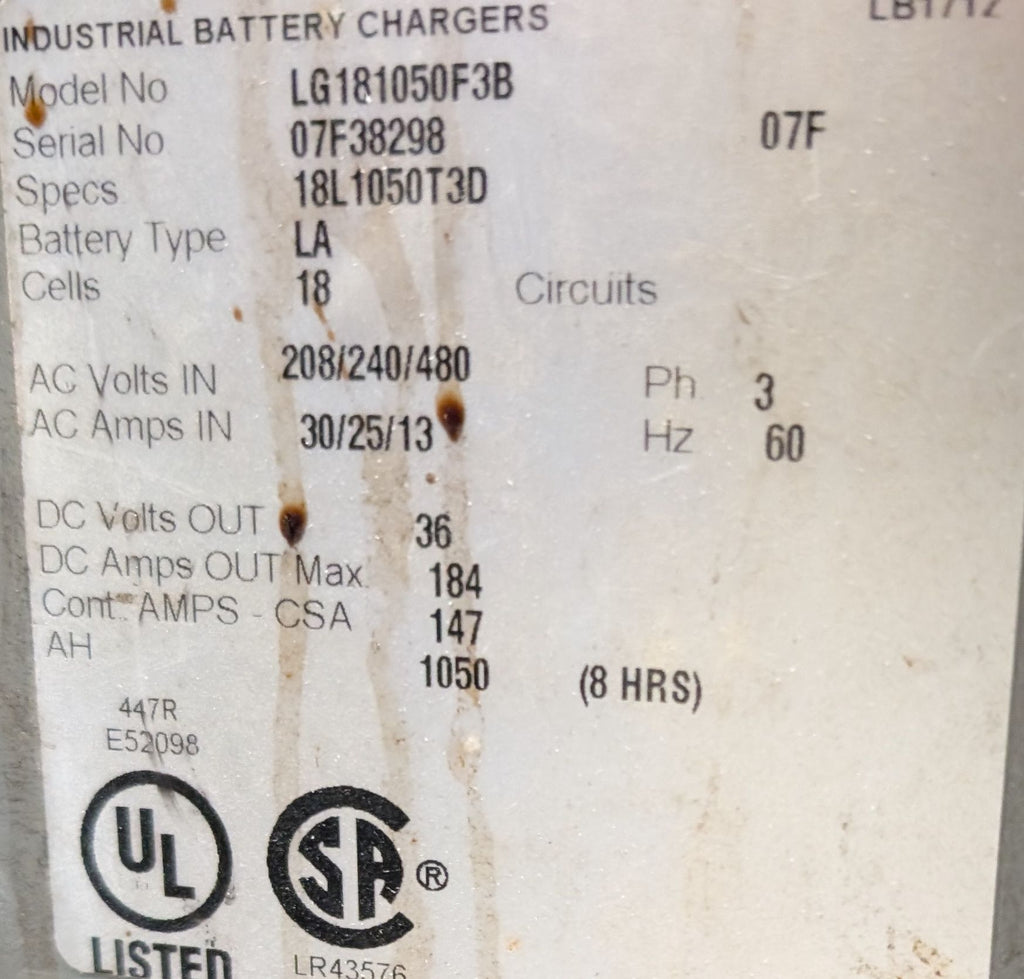 INDUSTRIAL BATTERY CHARGERS LB1712
Model No LG181050F3B
Serial No 07F38298 07F
Specs 18L1050T3D
Battery Type LA
Cells 18 Circuits
AC Volts IN 208/240/480 Ph 3
AC Amps IN 30/25/13 Hz 60
DC Volts OUT 36
DC Amps OUT Max. 184
Cont. AMPS - CSA 147
AH 1050 (8 HRS)
447R
E52098
UL
SA ®
LISTED
LR43576